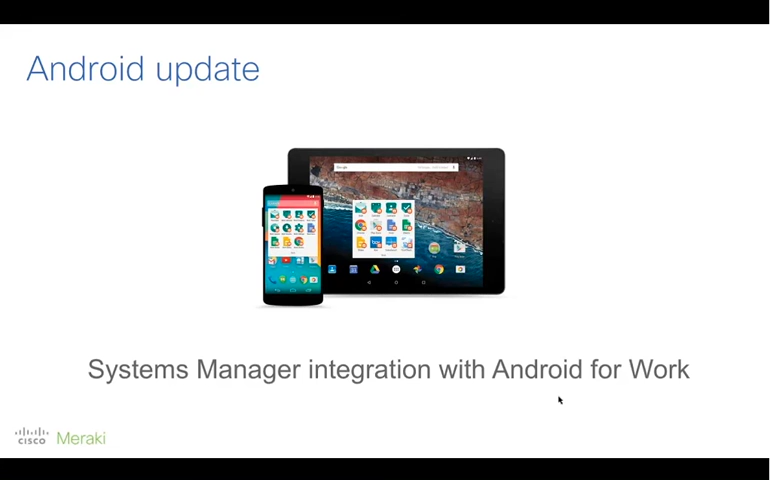 Android update
Systems Manager integration with Android for Work
CISCO Meraki